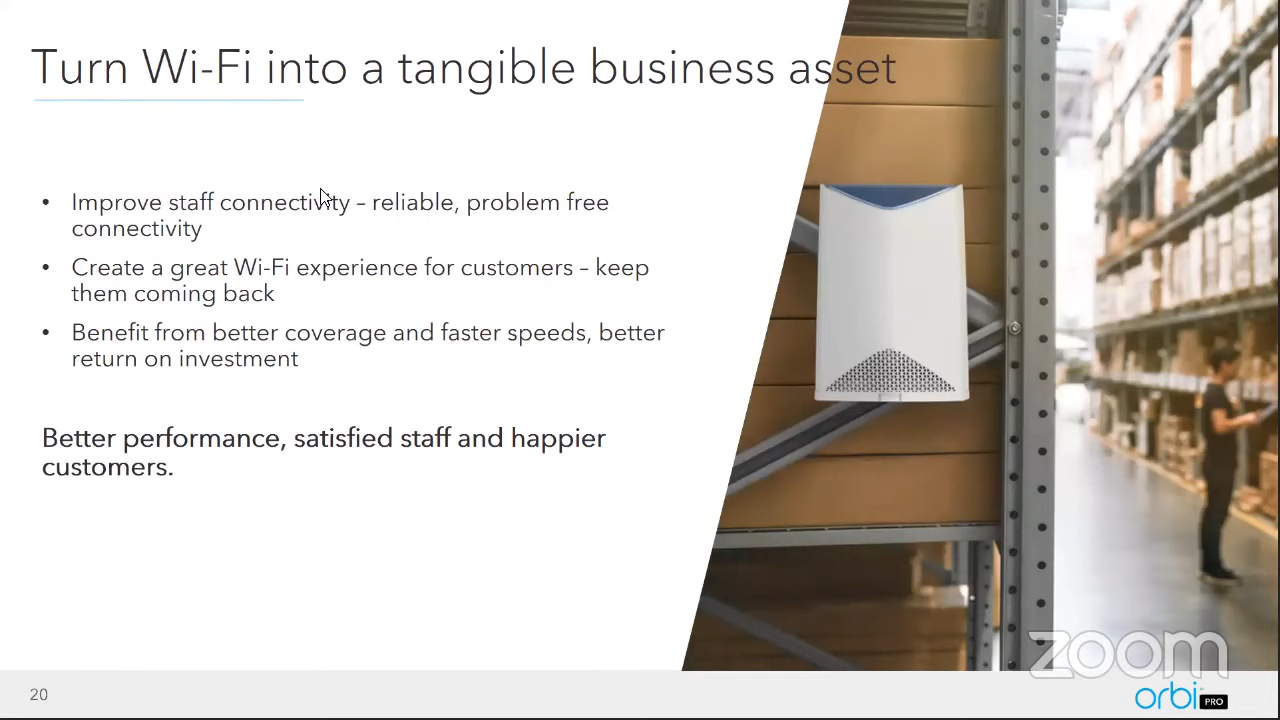 Turn Wi-Fi into a tangible business asset
• Improve staff connectivity – reliable, problem free
connectivity
• Create a great Wi-Fi experience for customers – keep
them coming back
• Benefit from better coverage and faster speeds, better
return on investment
Better performance, satisfied staff and happier
customers.
zoom
20
orbi PRO